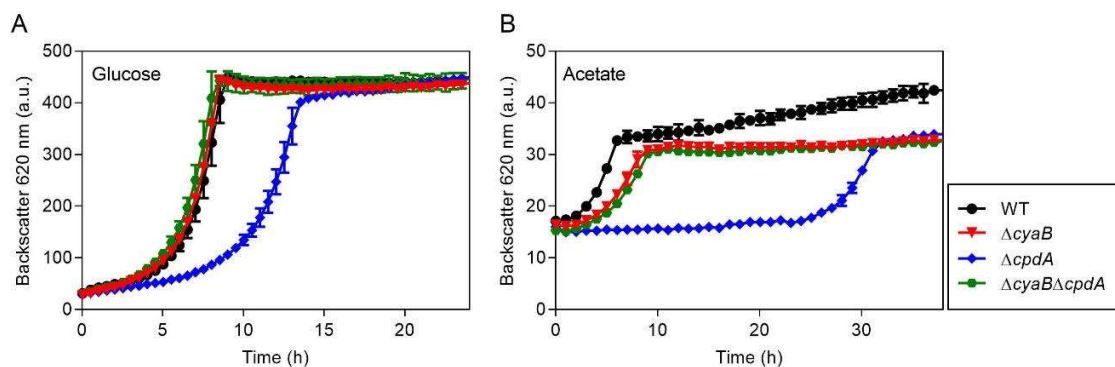 A
Backscatter 620 nm (a.u.)
500
400
300
200
100
0
Glucose
0
5
10
15
20
Time (h)
B
Backscatter 620 nm (a.u.)
50
40
30
20
10
0
Acetate
0
10
20
30
Time (h)
WT
ΔcyaB
ΔcpdA
ΔcyaBΔcpdA